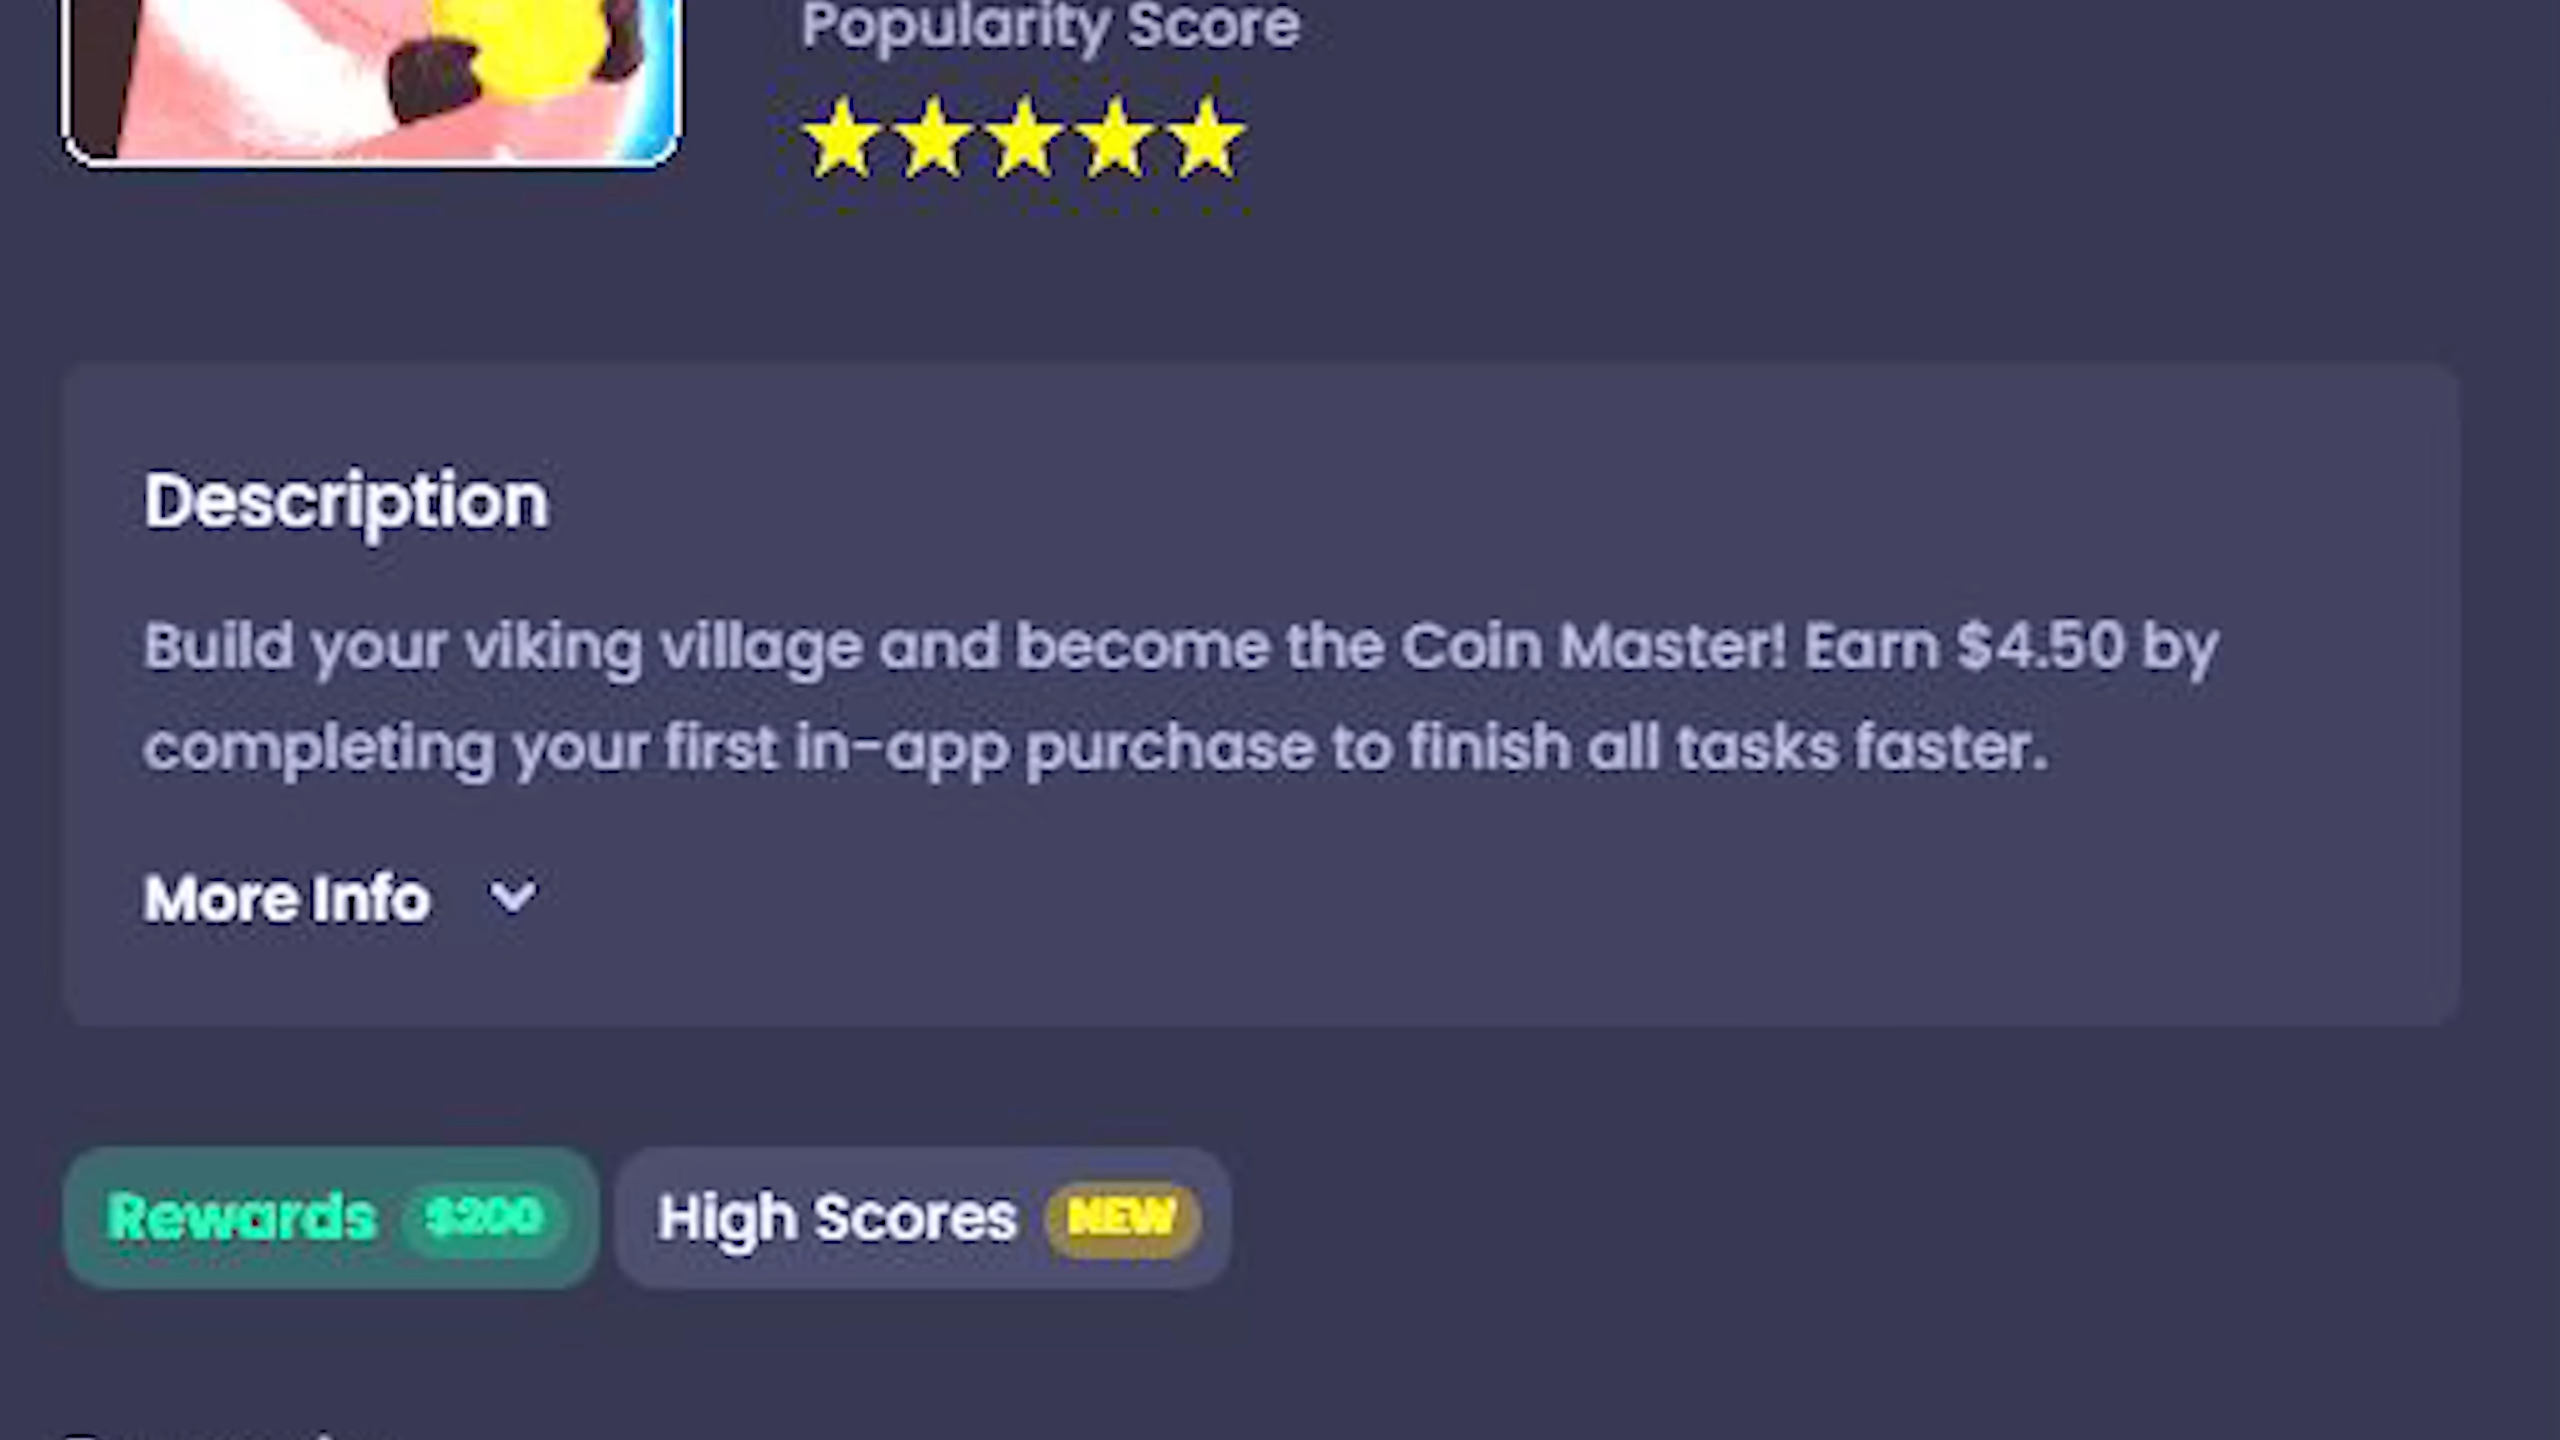 Popularity Score
Description
Build your viking village and become the Coin Master! Earn $4.50 by
completing your first in-app purchase to finish all tasks faster.
More Info
Rewards $200
High Scores NEW